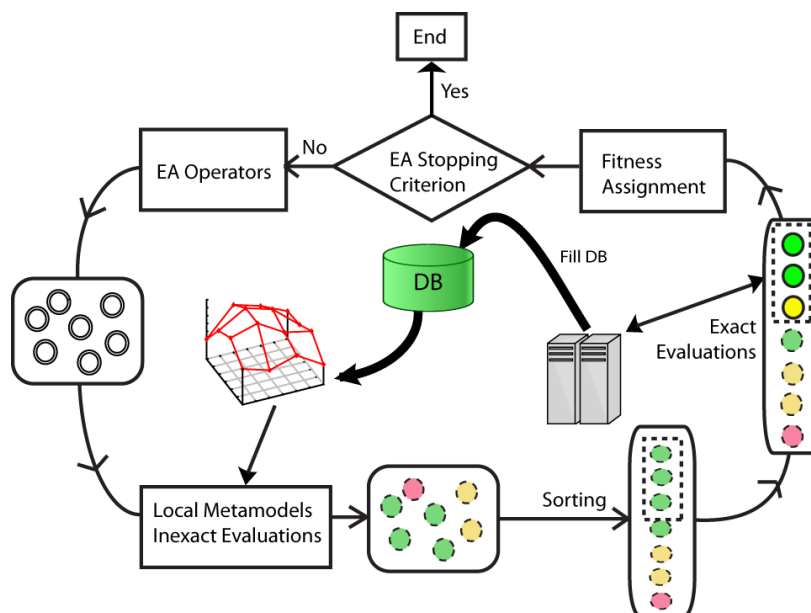 End
Yes
No
EA Operators
EA Stopping
Criterion
Fitness
Assignment
DB
Fill DB
Exact
Evaluations
Local Metamodels
Inexact Evaluations
Sorting